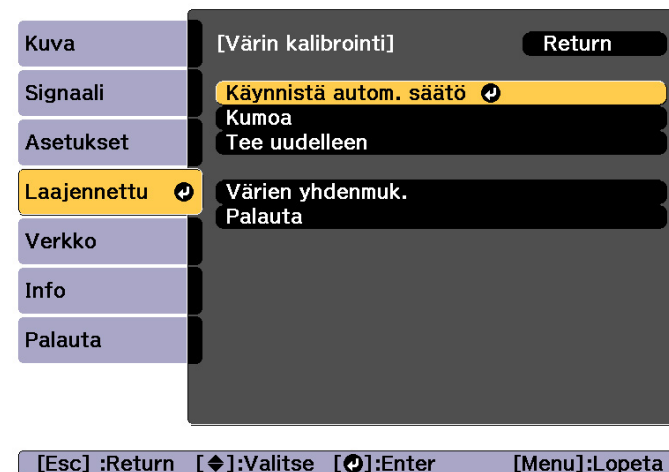 Kuva
Signaali
Asetukset
Laajennettu
Verkko
Info
Palauta
[Värin kalibrointi] Return
Käynnistä autom. säätö
Kumoa
Tee uudelleen
Värien yhdenmuk.
Palauta
[Esc] :Return [◆]:Valitse [⏎]:Enter [Menu]:Lopeta